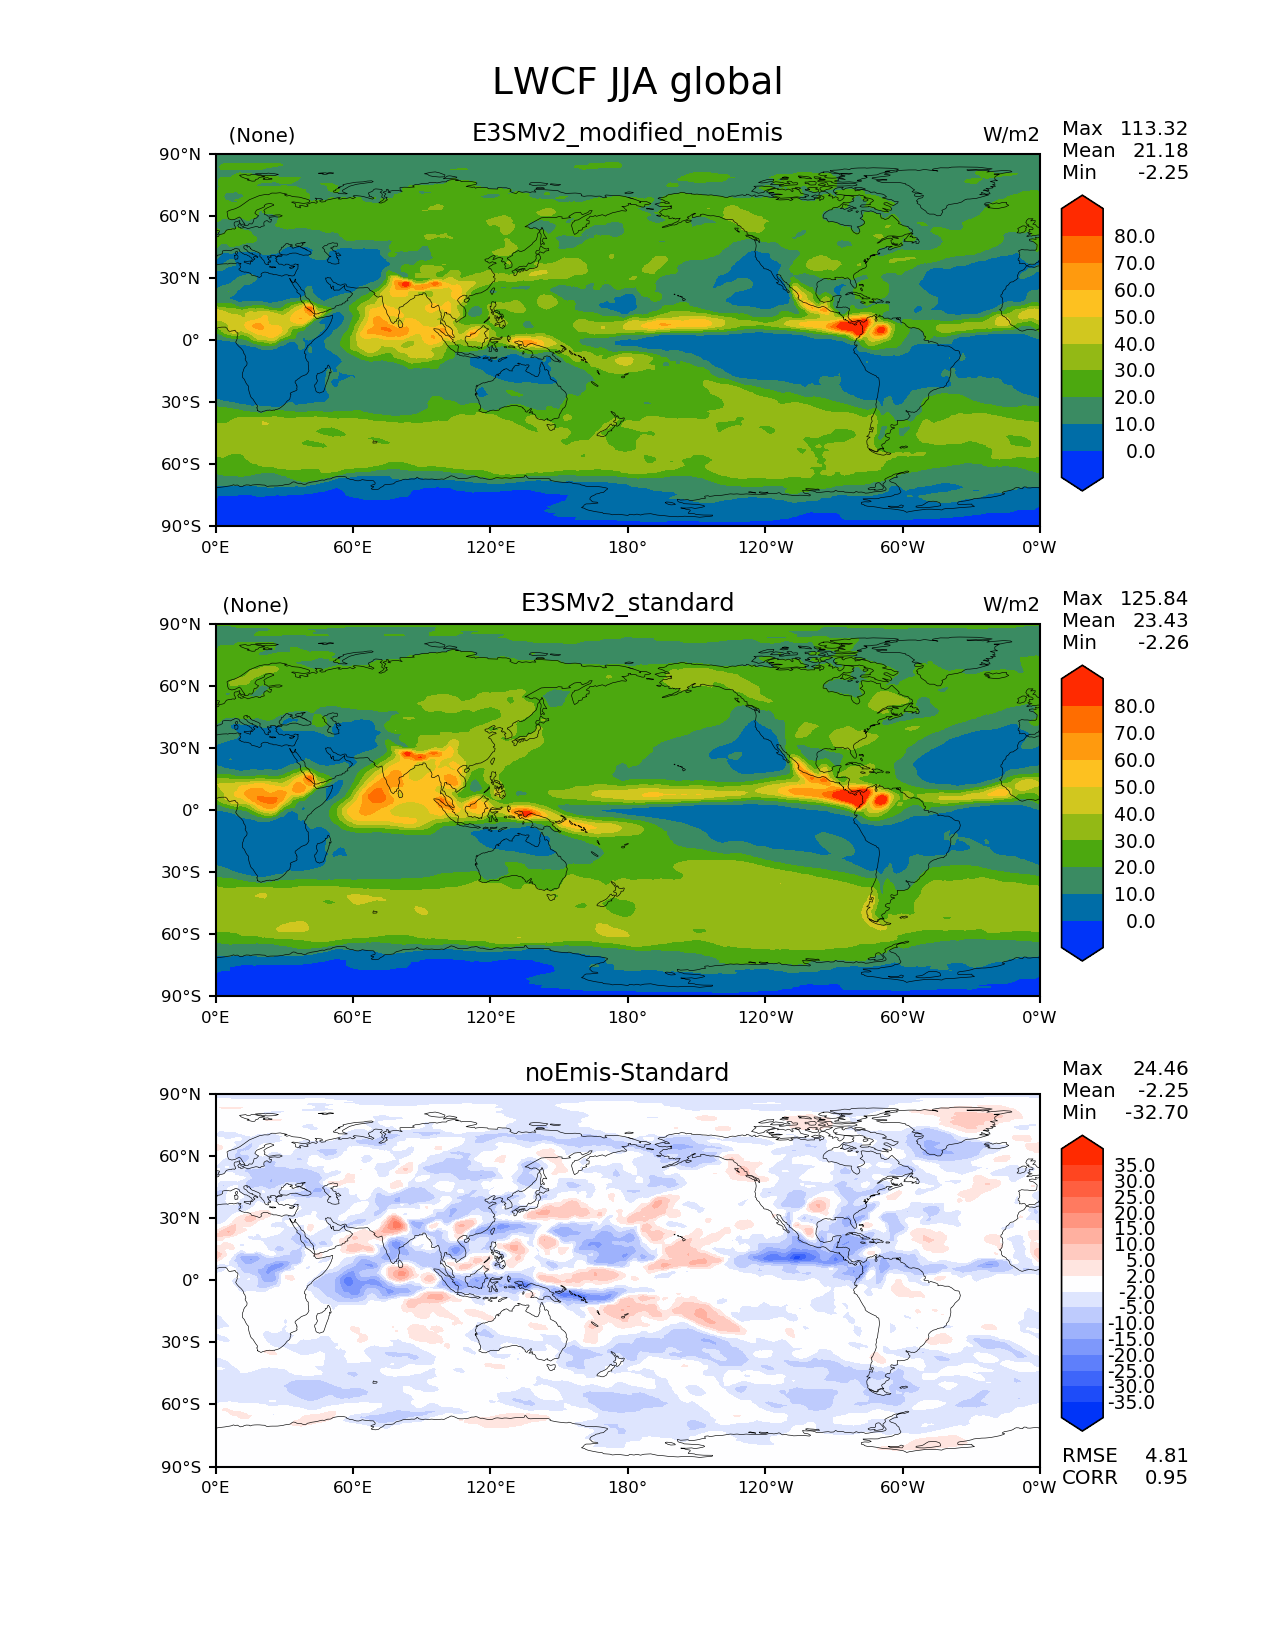 LWCF JJA global
(None) E3SMv2_modified_noEmis W/m2
Max 113.32
Mean 21.18
Min -2.25
90°N
60°N
30°N
0°
30°S
60°S
90°S
0°E 60°E 120°E 180° 120°W 60°W 0°W
80.0
70.0
60.0
50.0
40.0
30.0
20.0
10.0
0.0
(None) E3SMv2_standard W/m2
Max 125.84
Mean 23.43
Min -2.26
90°N
60°N
30°N
0°
30°S
60°S
90°S
0°E 60°E 120°E 180° 120°W 60°W 0°W
80.0
70.0
60.0
50.0
40.0
30.0
20.0
10.0
0.0
noEmis-Standard
Max 24.46
Mean -2.25
Min -32.70
90°N
60°N
30°N
0°
30°S
60°S
90°S
0°E 60°E 120°E 180° 120°W 60°W 0°W
35.0
30.0
25.0
20.0
15.0
10.0
5.0
2.0
-2.0
-5.0
-10.0
-15.0
-20.0
-25.0
-30.0
-35.0
RMSE 4.81
CORR 0.95